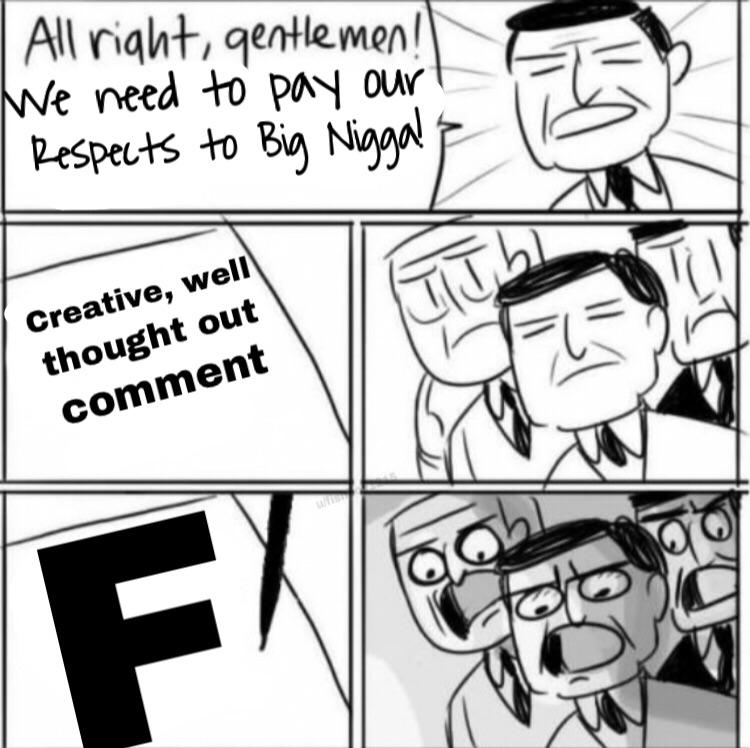 All right, gentlemen!
We need to pay our
Respects to Big Nigga!
Creative, well
thought out
comment
F